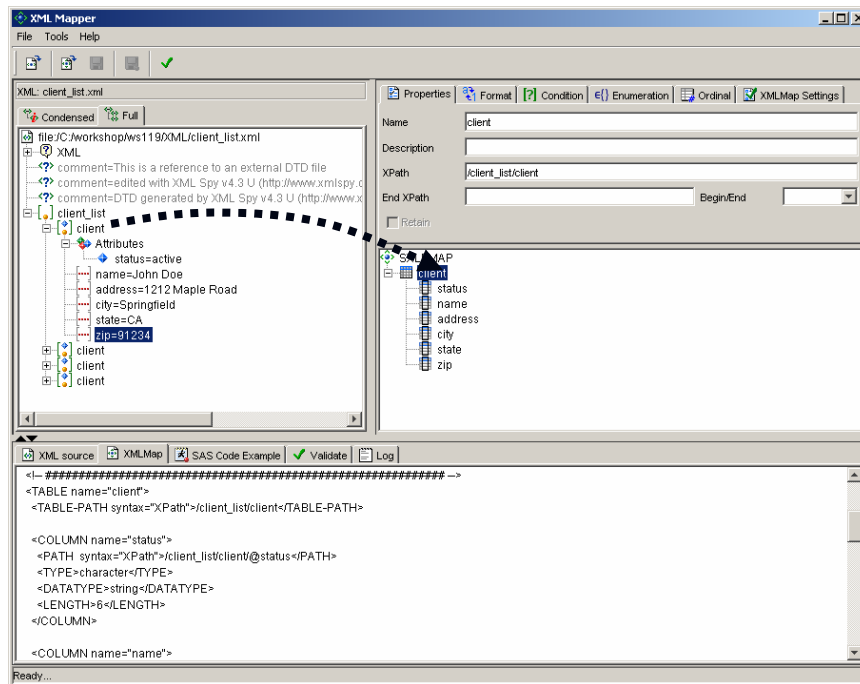 XML Mapper
File Tools Help
XML: client_list.xml
Condensed Full
file:/C:/workshop/ws119/XML/client_list.xml
XML
comment=This is a reference to an external DTD file
comment=edited with XML Spy v4.3 U (http://www.xmlspy.c
comment=DTD generated by XML Spy v4.3 U (http://www.x
client_list
client
Attributes
status=active
name=John Doe
address=1212 Maple Road
city=Springfield
state=CA
zip=91234
client
client
client
Properties Format [?] Condition €{} Enumeration Ordinal XMLMap Settings
Name client
Description
XPath /client_list/client
End XPath Begin/End
Retain
MAP
client
status
name
address
city
state
zip
XML source XMLMap SAS Code Example Validate Log
<!-- ############################################################ -->
<TABLE name="client">
<TABLE-PATH syntax="XPath">/client_list/client</TABLE-PATH>
<COLUMN name="status">
<PATH syntax="XPath">/client_list/client/@status</PATH>
<TYPE>character</TYPE>
<DATATYPE>string</DATATYPE>
<LENGTH>6</LENGTH>
</COLUMN>
<COLUMN name="name">
Ready...